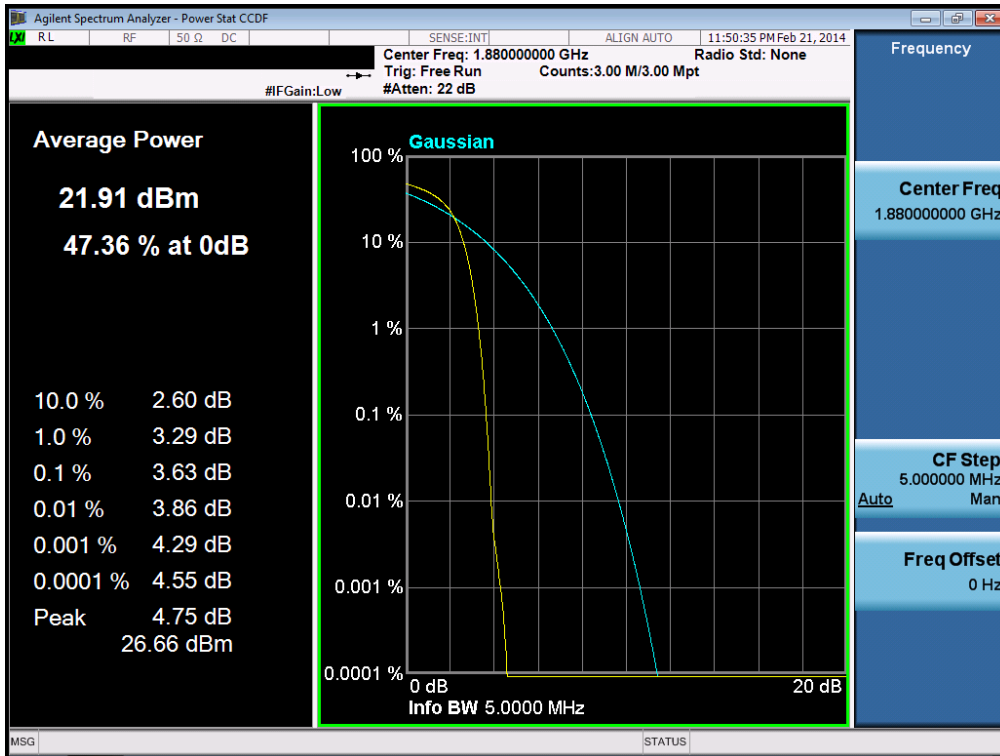 Agilent Spectrum Analyzer - Power Stat CCDF
LXI RL RF 50 Ω DC SENSE:INT ALIGN AUTO 11:50:35 PM Feb 21, 2014
Center Freq: 1.880000000 GHz Radio Std: None
Trig: Free Run Counts:3.00 M/3.00 Mpt
#IFGain:Low #Atten: 22 dB
Average Power
21.91 dBm
47.36 % at 0dB
10.0 % 2.60 dB
1.0 % 3.29 dB
0.1 % 3.63 dB
0.01 % 3.86 dB
0.001 % 4.29 dB
0.0001 % 4.55 dB
Peak 4.75 dB
26.66 dBm
Gaussian
100 %
10 %
1 %
0.1 %
0.01 %
0.001 %
0.0001 %
0 dB 20 dB
Info BW 5.0000 MHz
Frequency
Center Freq
1.880000000 GHz
CF Step
5.000000 MHz
Auto Man
Freq Offset
0 Hz
MSG STATUS